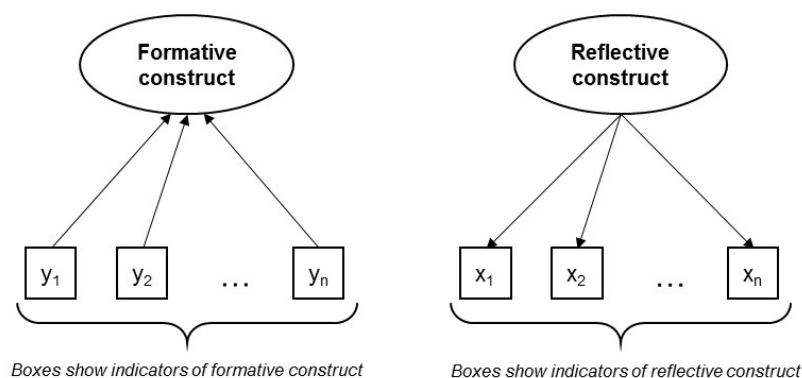 Formative
construct
Reflective
construct
y1
y2
...
yn
x1
x2
...
xn
Boxes show indicators of formative construct
Boxes show indicators of reflective construct